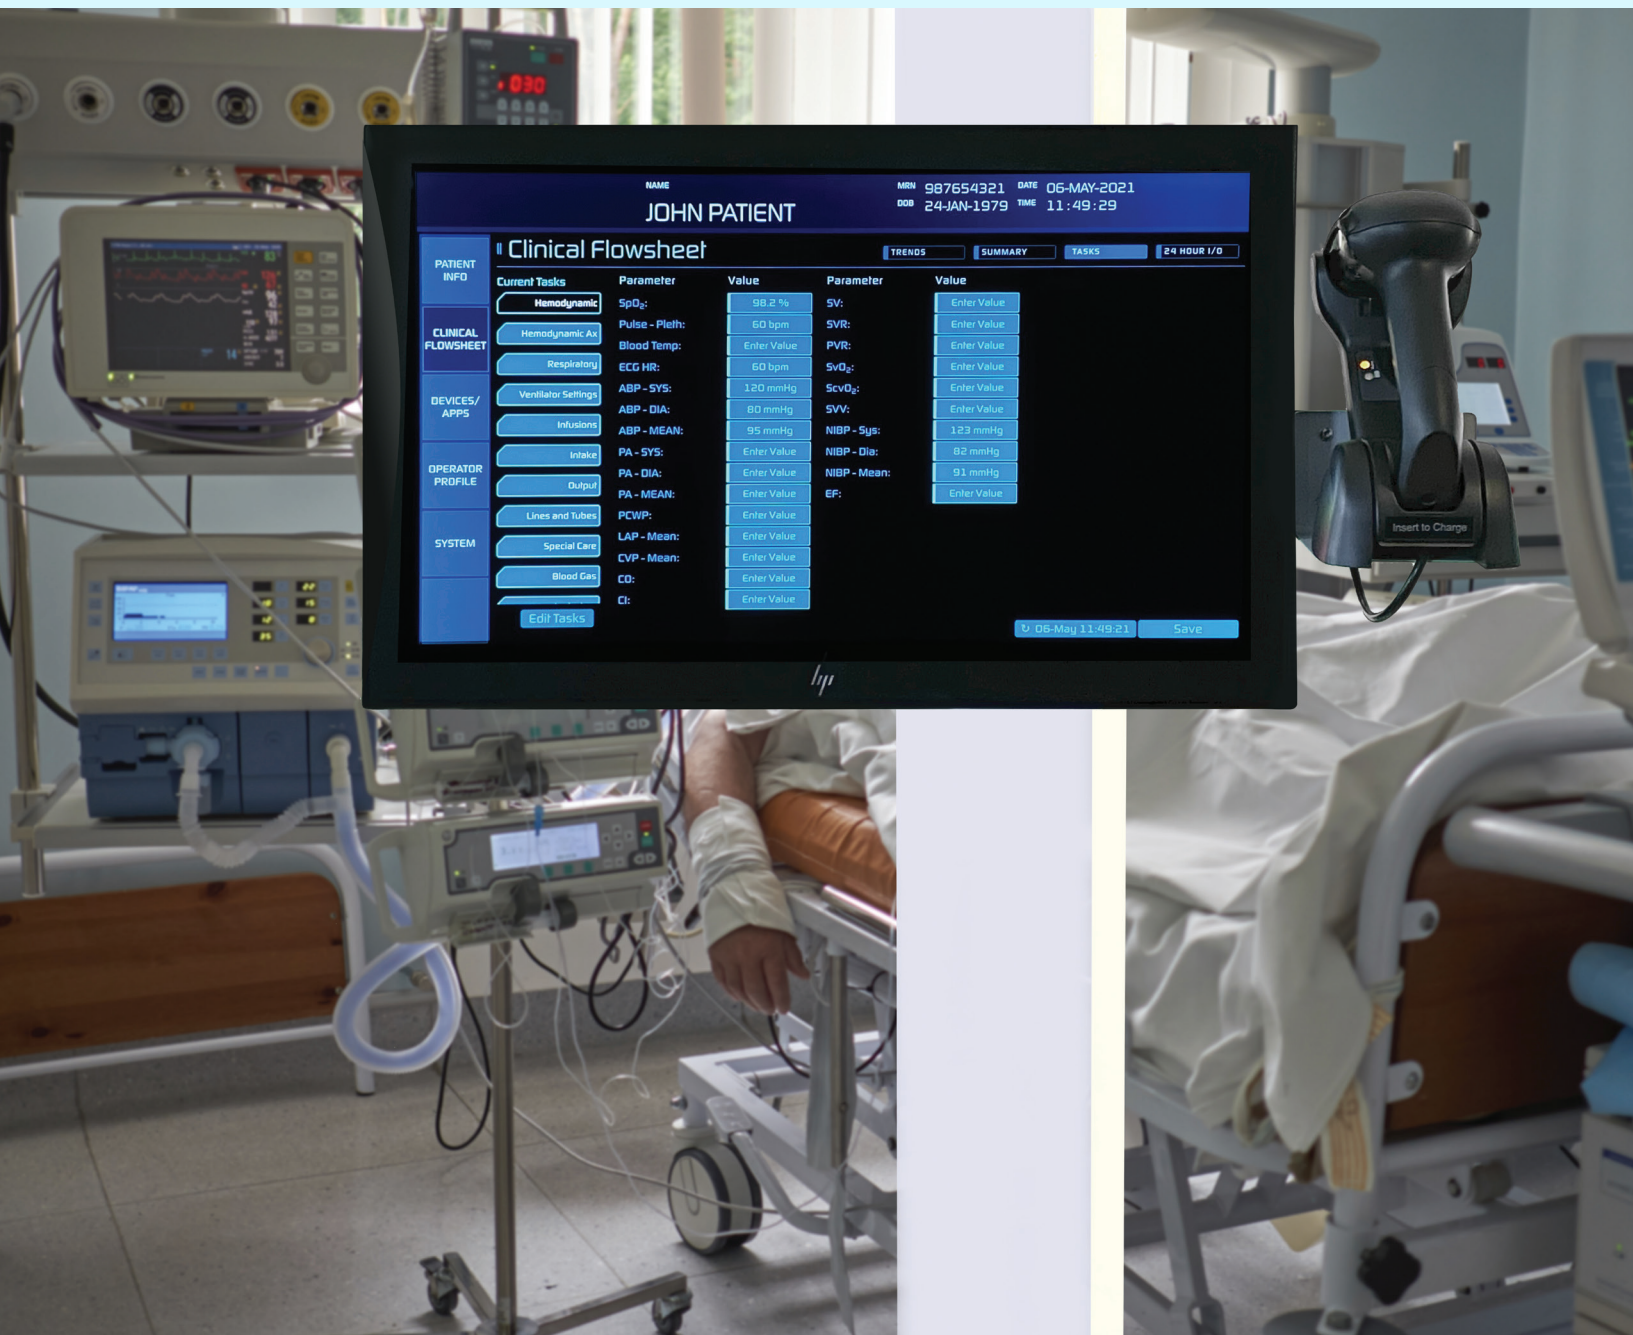 030
NAME
JOHN PATIENT
MRN 987654321 DATE 06-MAY-2021
DOB 24-JAN-1979 TIME 11:49:29
Clinical Flowsheet
TRENDS SUMMARY TASKS 24 HOUR I/O
PATIENT
INFO
CLINICAL
FLOWSHEET
DEVICES/
APPS
OPERATOR
PROFILE
SYSTEM
Current Tasks
Hemodynamic
Hemodynamic Ax
Respiratory
Ventilator Settings
Infusions
Intake
Output
Lines and Tubes
Special Care
Blood Gas
Edit Tasks
Parameter Value
SpO₂: 98.2 %
Pulse - Pleth: 60 bpm
Blood Temp: Enter Value
ECG HR: 60 bpm
ABP - SYS: 120 mmHg
ABP - DIA: 80 mmHg
ABP - MEAN: 95 mmHg
PA - SYS: Enter Value
PA - DIA: Enter Value
PA - MEAN: Enter Value
PCWP: Enter Value
LAP - Mean: Enter Value
CVP - Mean: Enter Value
CO: Enter Value
CI: Enter Value
Parameter Value
SV: Enter Value
SVR: Enter Value
PVR: Enter Value
SvO₂: Enter Value
ScvO₂: Enter Value
SVV: Enter Value
NIBP - Sys: 123 mmHg
NIBP - Dia: 82 mmHg
NIBP - Mean: 91 mmHg
EF: Enter Value
06-May 11:49:21 Save
hp
Insert to Charge
83
14